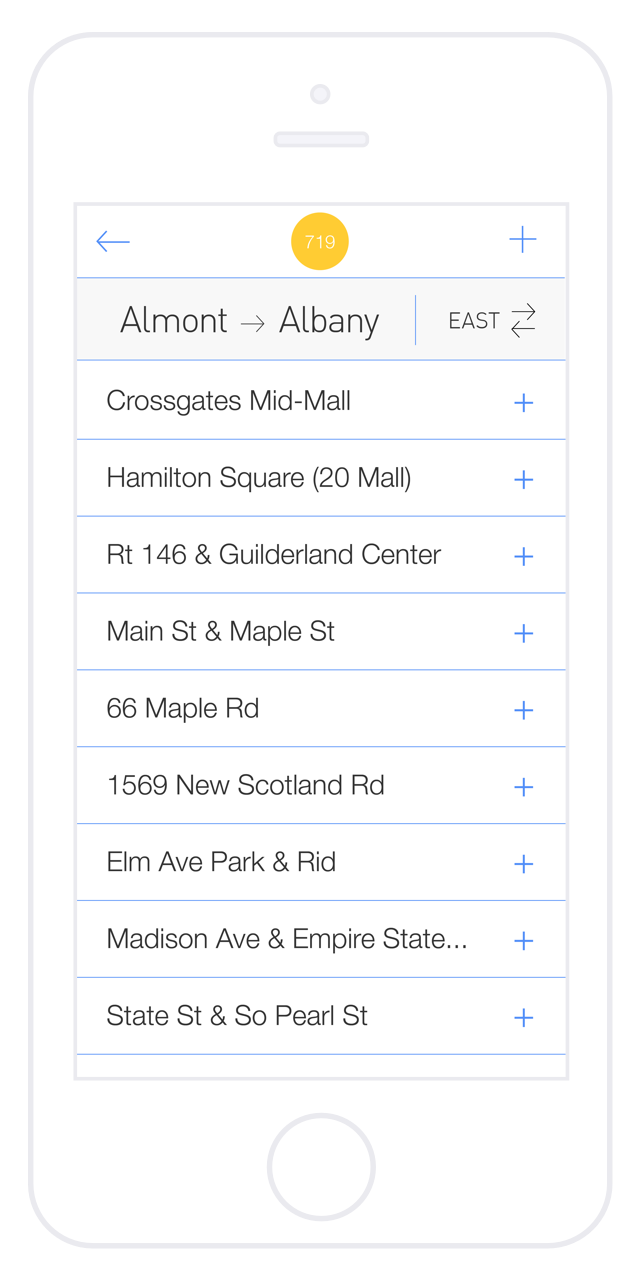 719
Almont → Albany
EAST
Crossgates Mid-Mall
Hamilton Square (20 Mall)
Rt 146 & Guilderland Center
Main St & Maple St
66 Maple Rd
1569 New Scotland Rd
Elm Ave Park & Rid
Madison Ave & Empire State...
State St & So Pearl St